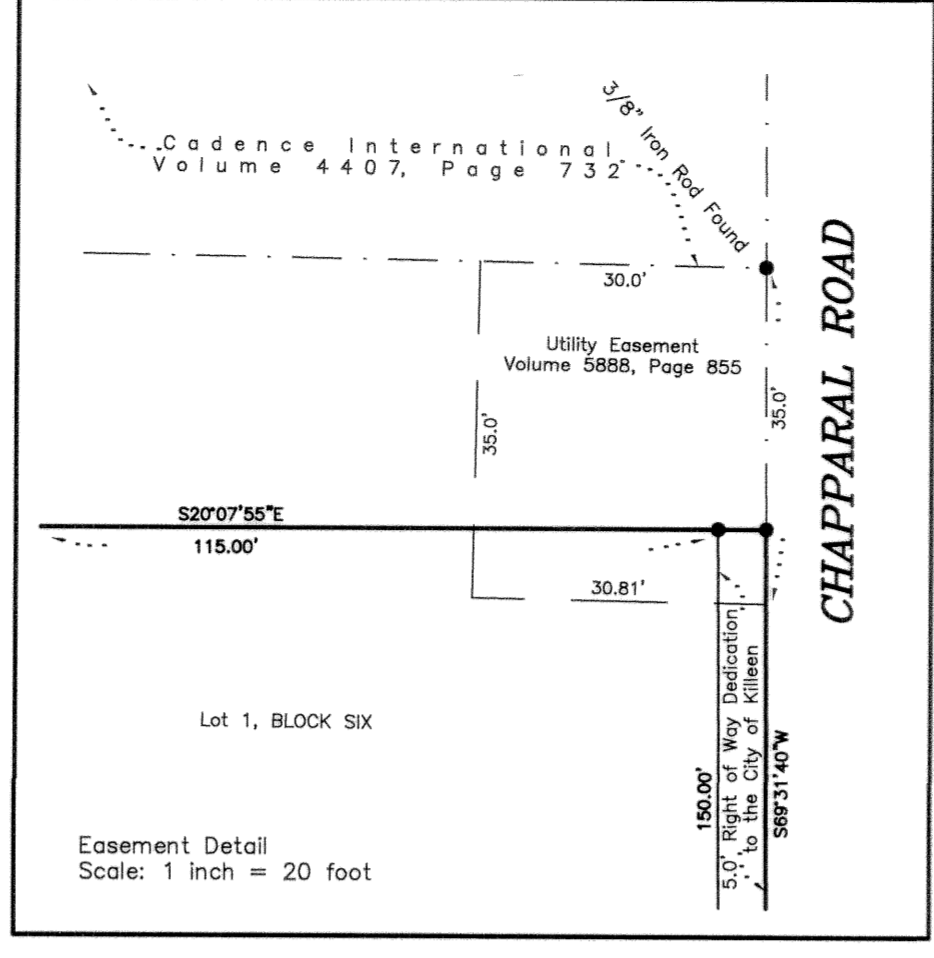 3/8" Iron Rod Found
Cadence International
Volume 4407, Page 732
30.0'
Utility Easement
Volume 5888, Page 855
35.0'
35.0'
CHAPPARAL ROAD
S20°07'55"E
115.00'
30.81'
Lot 1, BLOCK SIX
150.00'
5.0' Right of Way Dedication
to the City of Killeen
S69°31'40"W
Easement Detail
Scale: 1 inch = 20 foot